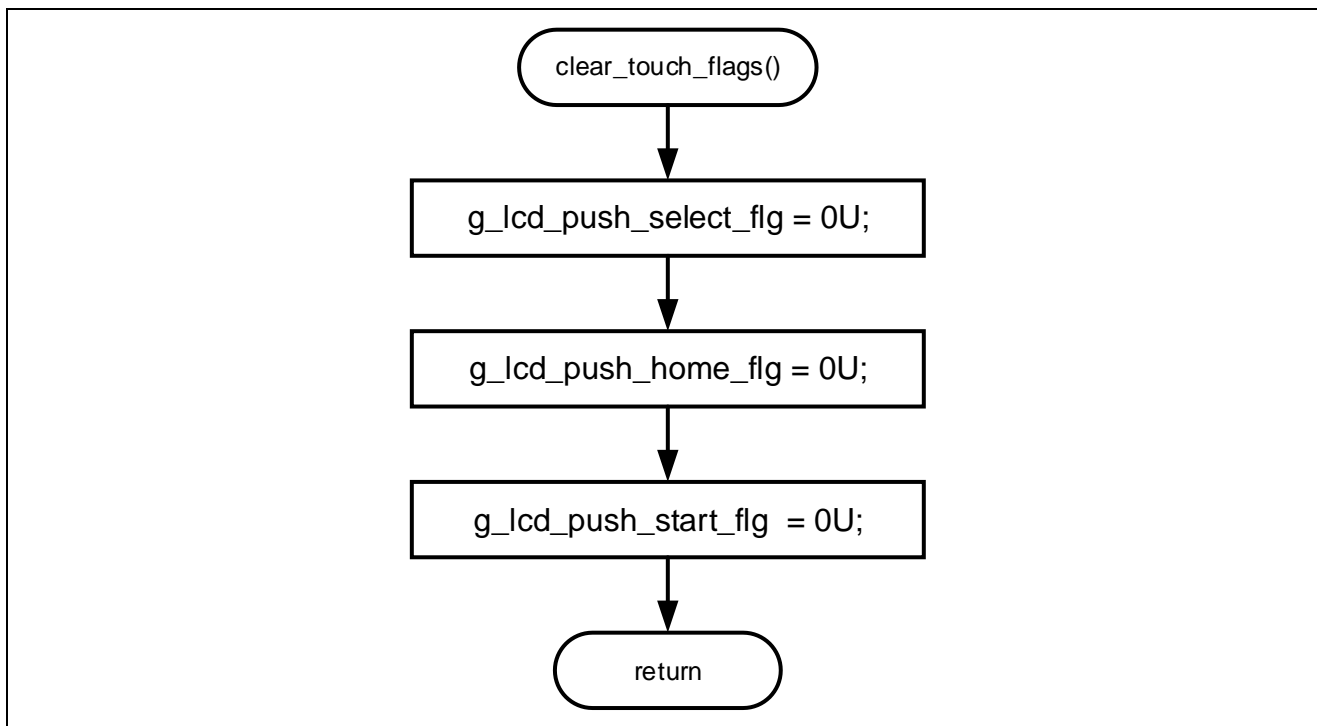 clear_touch_flags()
g_lcd_push_select_flg = 0U;
g_lcd_push_home_flg = 0U;
g_lcd_push_start_flg  = 0U;
return